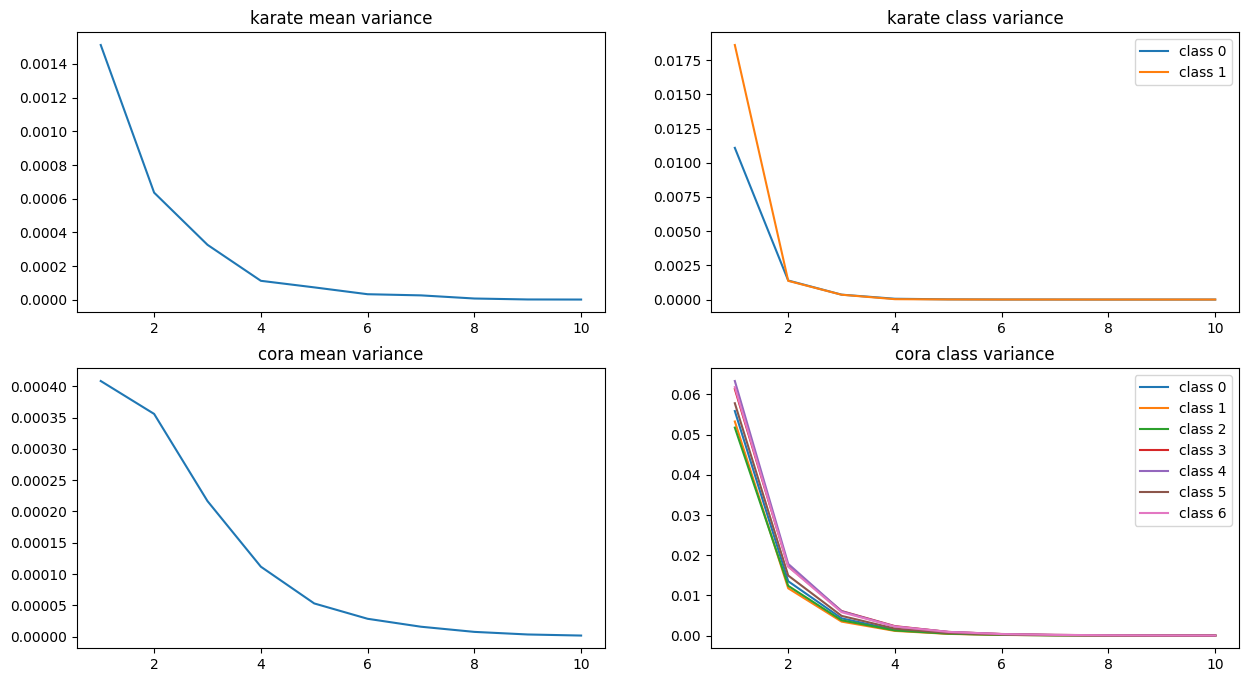 karate mean variance
0.0014
0.0012
0.0010
0.0008
0.0006
0.0004
0.0002
0.0000
2 4 6 8 10
karate class variance
class 0
class 1
0.0175
0.0150
0.0125
0.0100
0.0075
0.0050
0.0025
0.0000
2 4 6 8 10
cora mean variance
0.00040
0.00035
0.00030
0.00025
0.00020
0.00015
0.00010
0.00005
0.00000
2 4 6 8 10
cora class variance
class 0
class 1
class 2
class 3
class 4
class 5
class 6
0.06
0.05
0.04
0.03
0.02
0.01
0.00
2 4 6 8 10